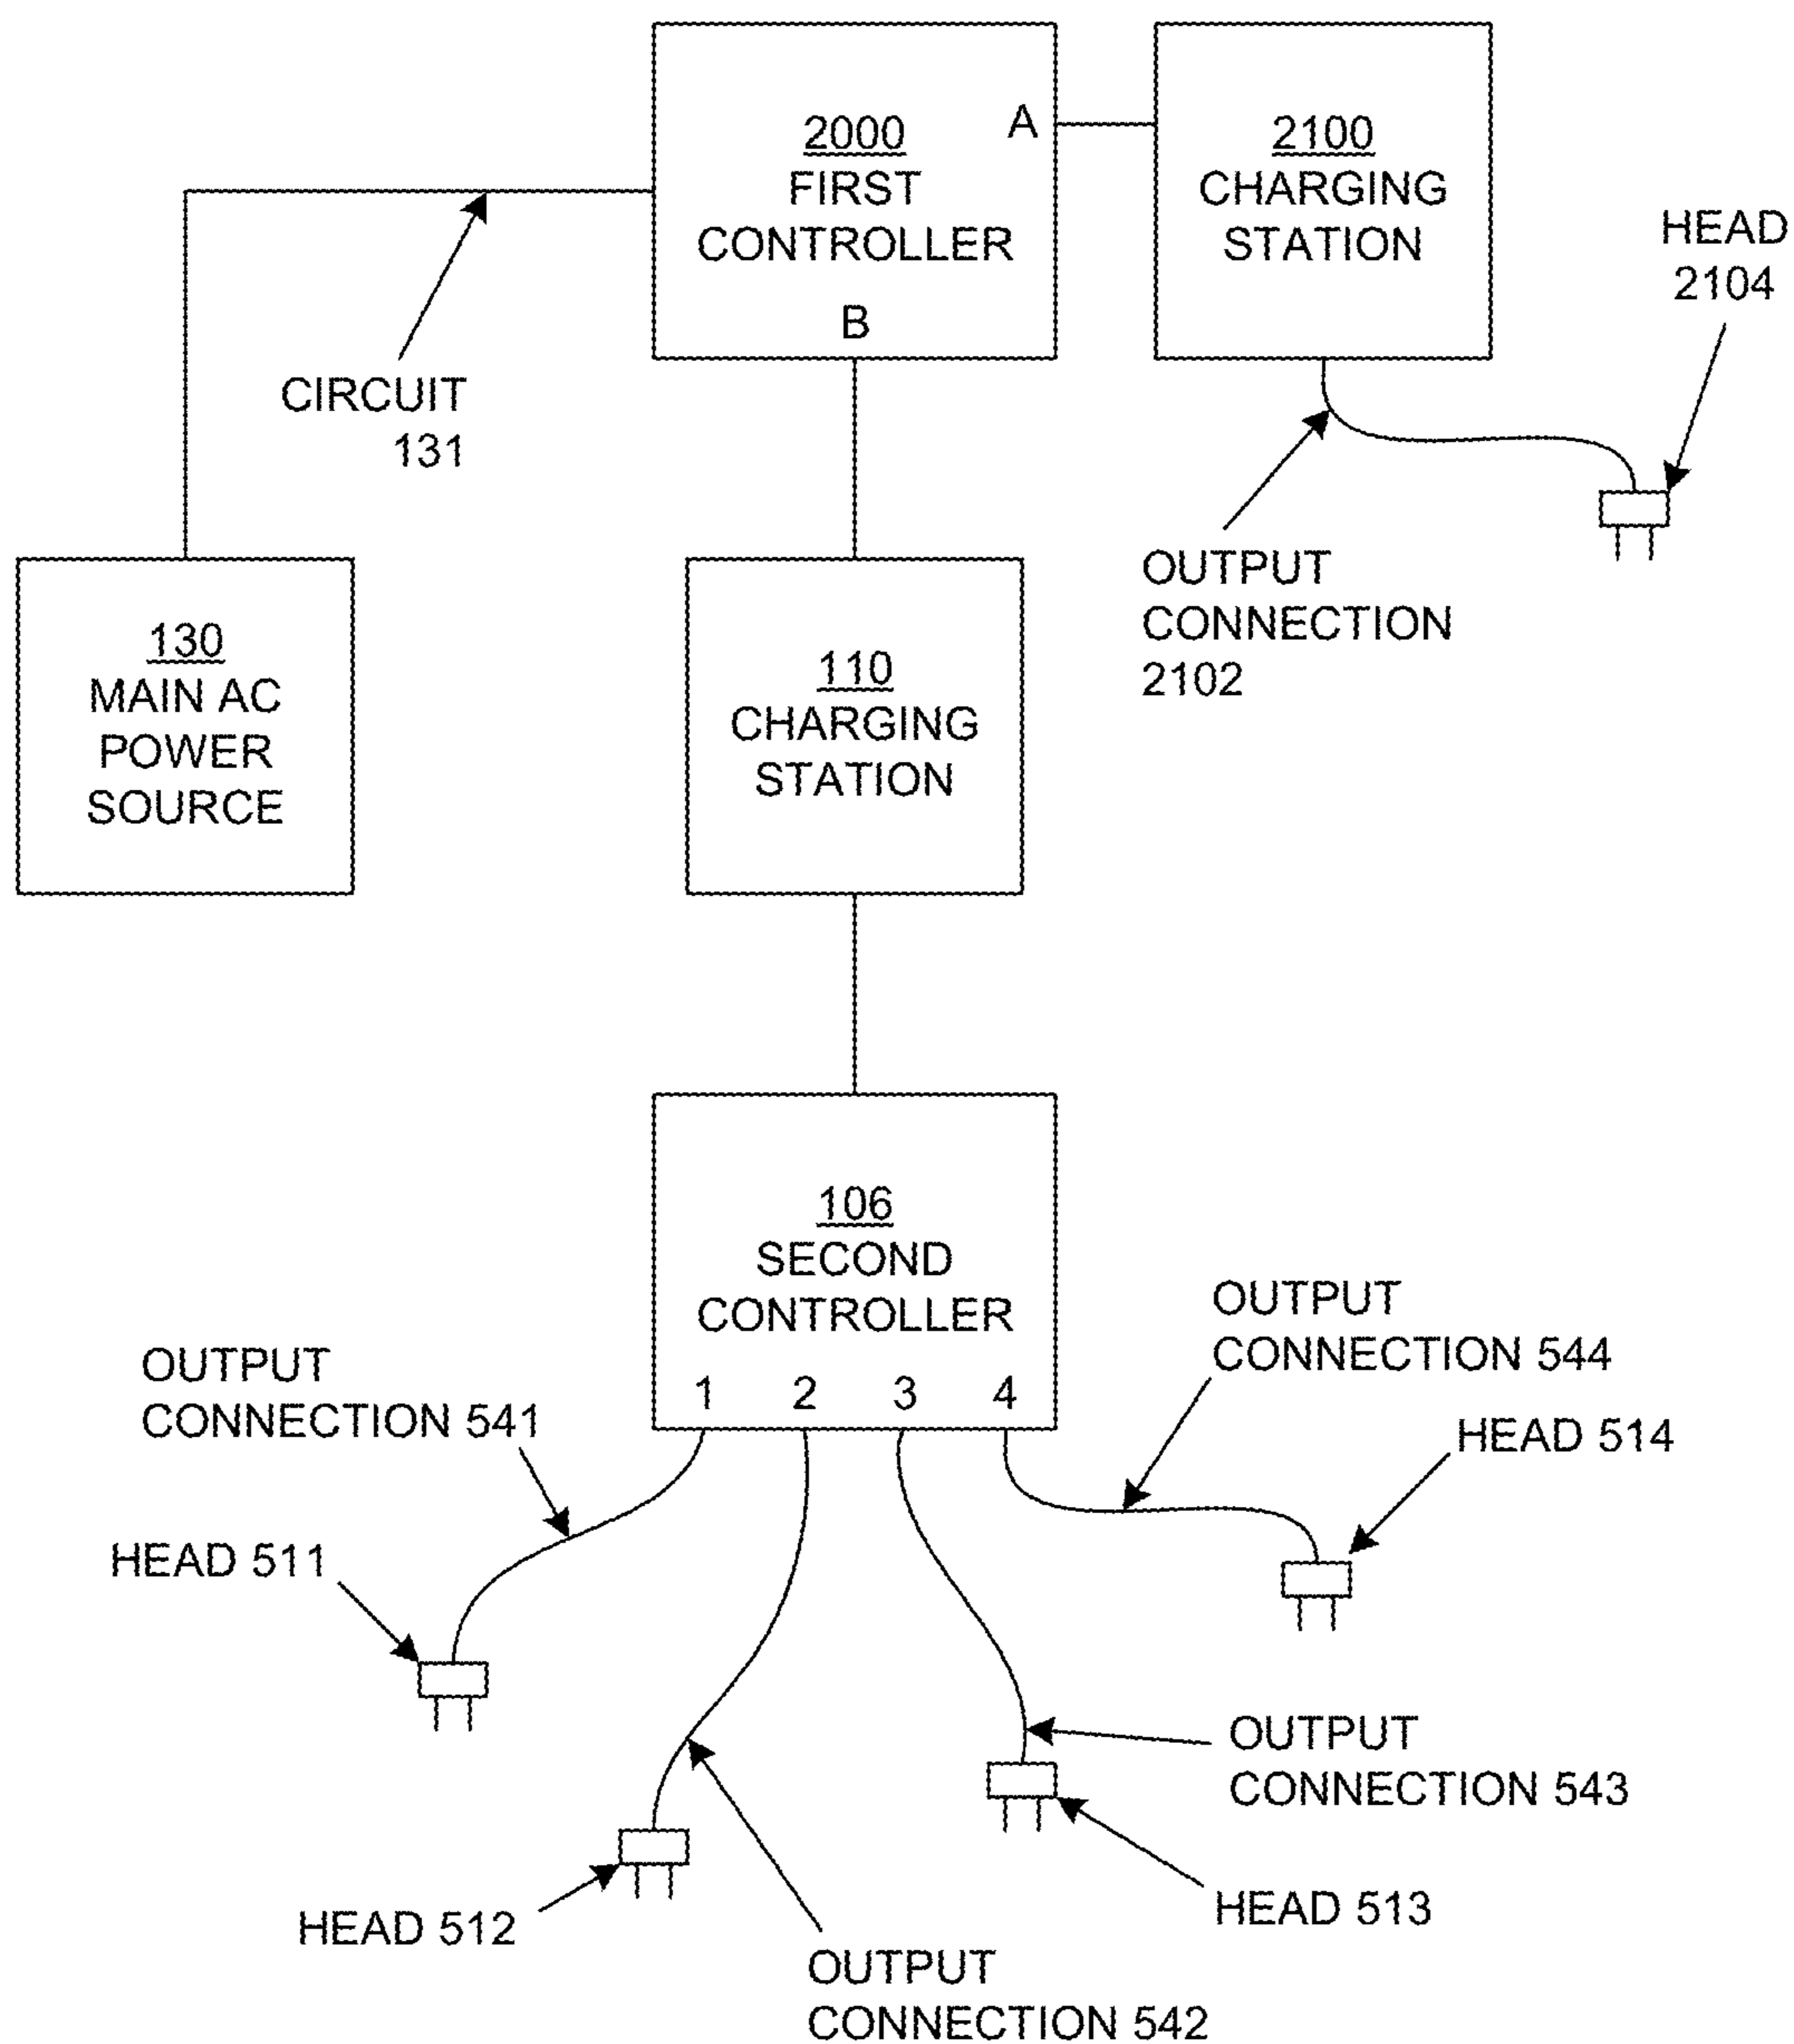 2000
FIRST
CONTROLLER
A
B
2100
CHARGING
STATION
HEAD
2104
CIRCUIT
131
OUTPUT
CONNECTION
2102
130
MAIN AC
POWER
SOURCE
110
CHARGING
STATION
106
SECOND
CONTROLLER
1 2 3 4
OUTPUT
CONNECTION 544
OUTPUT
CONNECTION 541
HEAD 514
HEAD 511
OUTPUT
CONNECTION 543
HEAD 513
HEAD 512
OUTPUT
CONNECTION 542